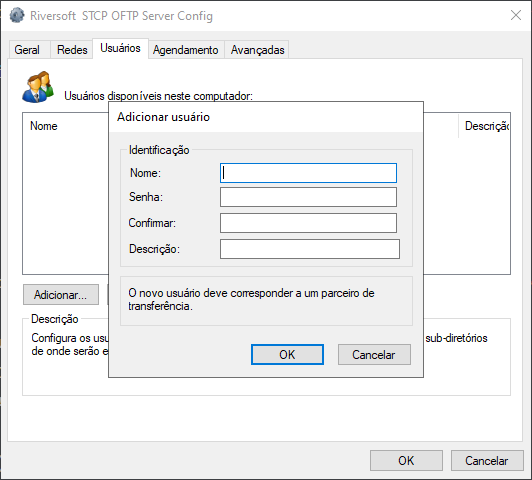 Riversoft STCP OFTP Server Config
Geral Redes Usuários Agendamento Avançadas
Usuários disponíveis neste computador:
Nome Descriçã
Adicionar usuário
Identificação
Nome:
Senha:
Confirmar:
Descrição:
O novo usuário deve corresponder a um parceiro de
transferência.
OK Cancelar
Adicionar...
Descrição
Configura os usu sub-diretórios
de onde serão e
OK Cancelar